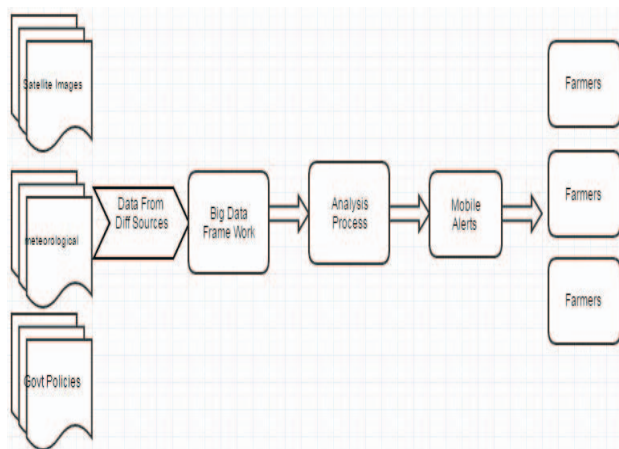 Satellite Images
meteorological
Govt Policies
Data From
Diff Sources
Big Data
Frame Work
Analysis
Process
Mobile
Alerts
Farmers
Farmers
Farmers